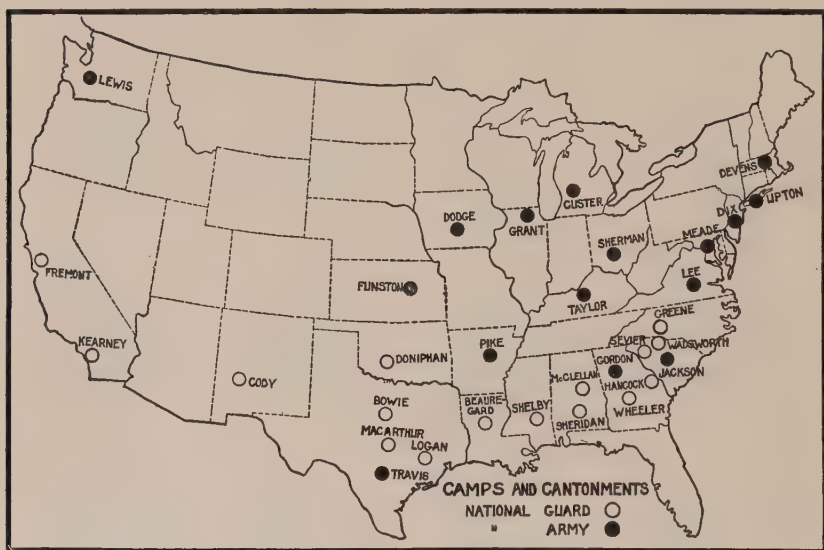 LEWIS
DEVENS
UPTON
DIX
CUSTER
DODGE
GRANT
MEADE
SHERMAN
LEE
FREMONT
FUNSTON
TAYLOR
GREENE
KEARNEY
PIKE
SEVIER
WADSWORTH
DONIPHAN
GORDON
CODY
McCLELLAN
JACKSON
HANCOCK
BOWIE
BEAURE-
GARD
SHELBY
WHEELER
SHERIDAN
MACARTHUR
LOGAN
TRAVIS
CAMPS AND CANTONMENTS
NATIONAL GUARD
" ARMY